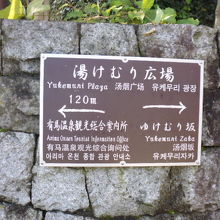 湯けむり広場
Yukemuri Plaza 汤烟广场 유케무리 광장
120m
有馬温泉観光総合案内所 ゆけむり坂
Arima Onsen Tourist Information Office Yukemuri Zaka
有马温泉观光综合询问处 汤烟坂
아리마 온천 종합 관광 안내소 유케무리자카